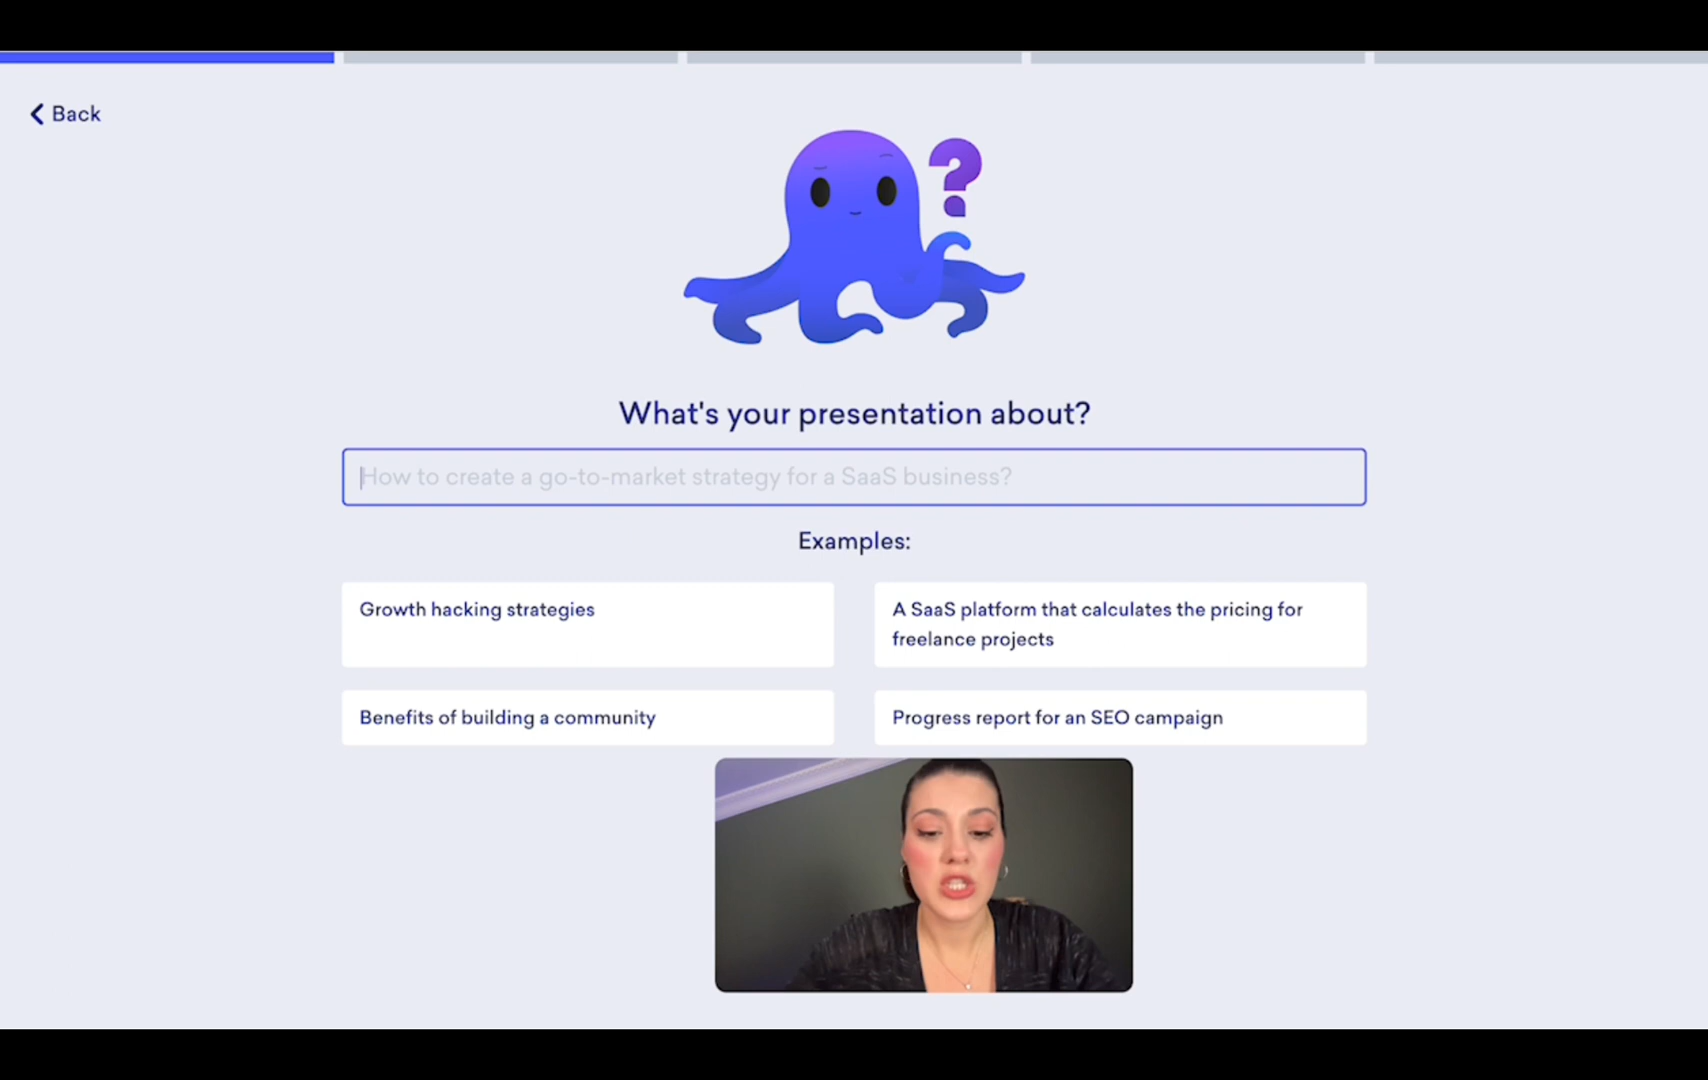 Back
?
What's your presentation about?
How to create a go-to-market strategy for a SaaS business?
Examples:
Growth hacking strategies
A SaaS platform that calculates the pricing for
freelance projects
Benefits of building a community
Progress report for an SEO campaign